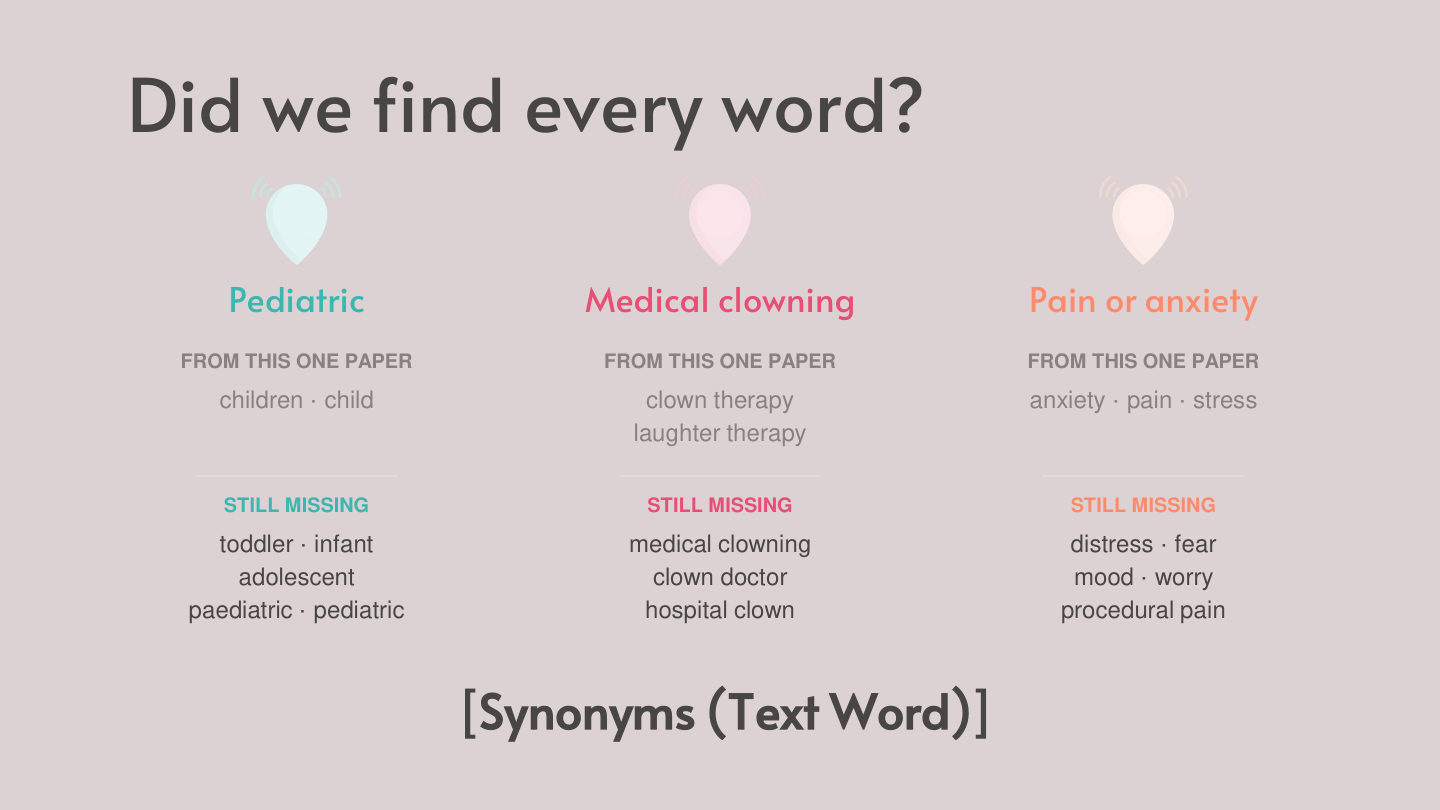 Did we find every word?
Pediatric
FROM THIS ONE PAPER
children · child
STILL MISSING
toddler · infant
adolescent
paediatric · pediatric
Medical clowning
FROM THIS ONE PAPER
clown therapy
laughter therapy
STILL MISSING
medical clowning
clown doctor
hospital clown
Pain or anxiety
FROM THIS ONE PAPER
anxiety · pain · stress
STILL MISSING
distress · fear
mood · worry
procedural pain
[Synonyms (Text Word)]